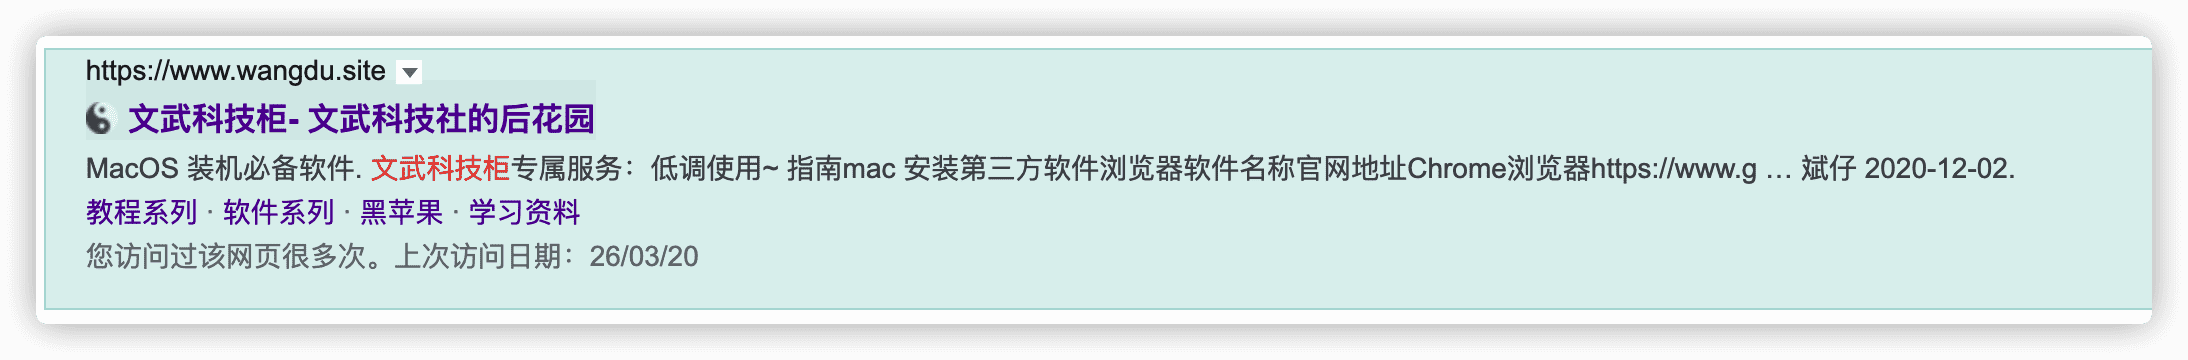 https://www.wangdu.site
文武科技柜- 文武科技社的后花园
MacOS 装机必备软件. 文武科技柜专属服务：低调使用~ 指南mac 安装第三方软件浏览器软件名称官网地址Chrome浏览器https://www.g ... 斌仔 2020-12-02.
教程系列 · 软件系列 · 黑苹果 · 学习资料
您访问过该网页很多次。上次访问日期：26/03/20